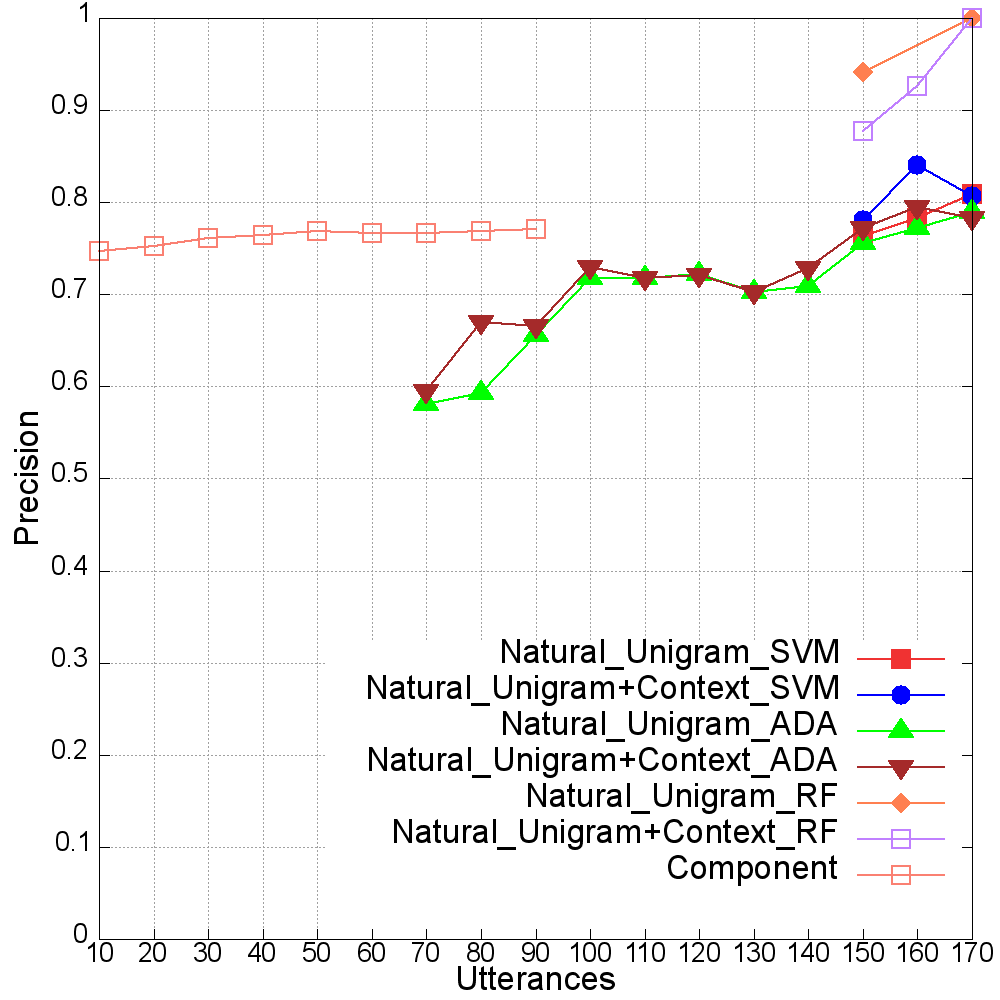 1
0.9
0.8
0.7
0.6
0.5
0.4
0.3
0.2
0.1
0
Precision
Natural_Unigram_SVM
Natural_Unigram+Context_SVM
Natural_Unigram_ADA
Natural_Unigram+Context_ADA
Natural_Unigram_RF
Natural_Unigram+Context_RF
Component
10 20 30 40 50 60 70 80 90 100 110 120 130 140 150 160 170
Utterances